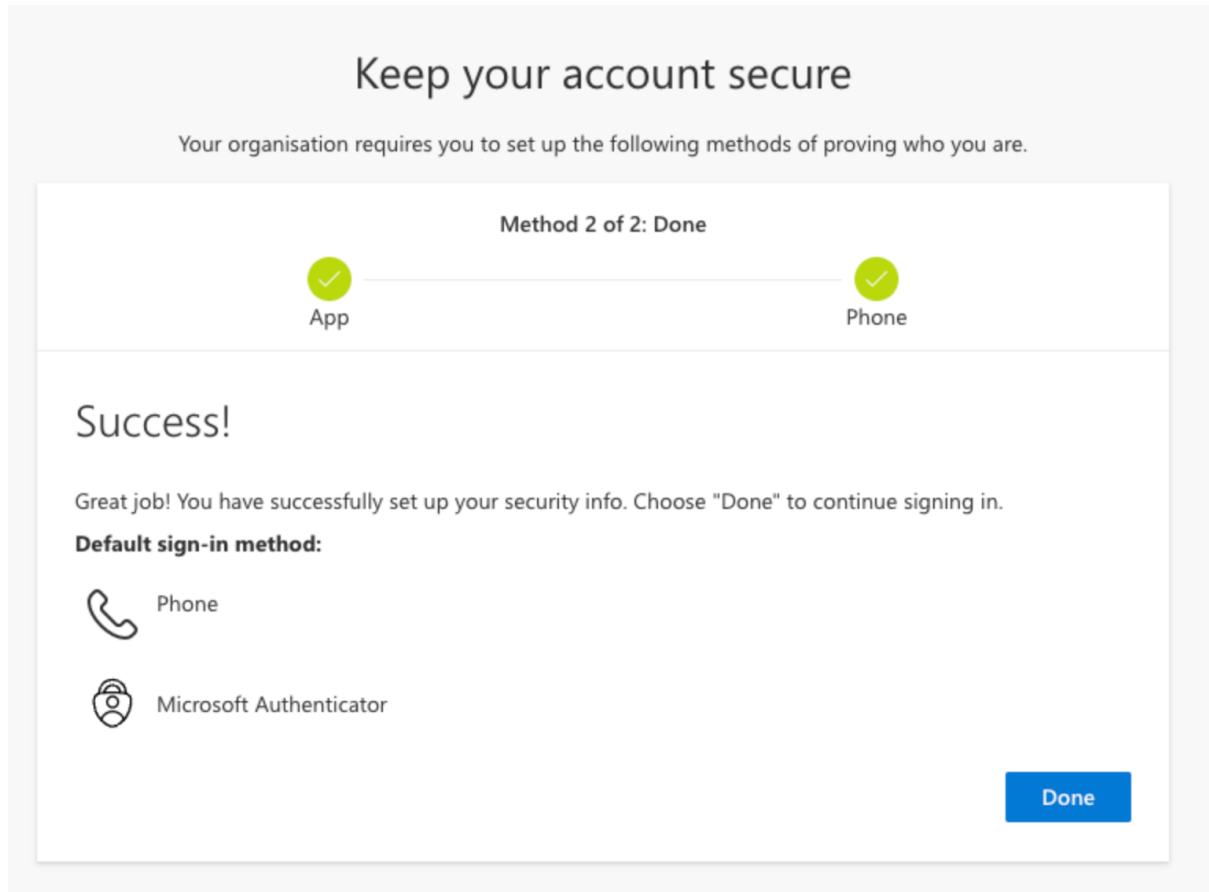 Keep your account secure
Your organisation requires you to set up the following methods of proving who you are.
Method 2 of 2: Done
App
Phone
Success!
Great job! You have successfully set up your security info. Choose "Done" to continue signing in.
Default sign-in method:
Phone
Microsoft Authenticator
Done